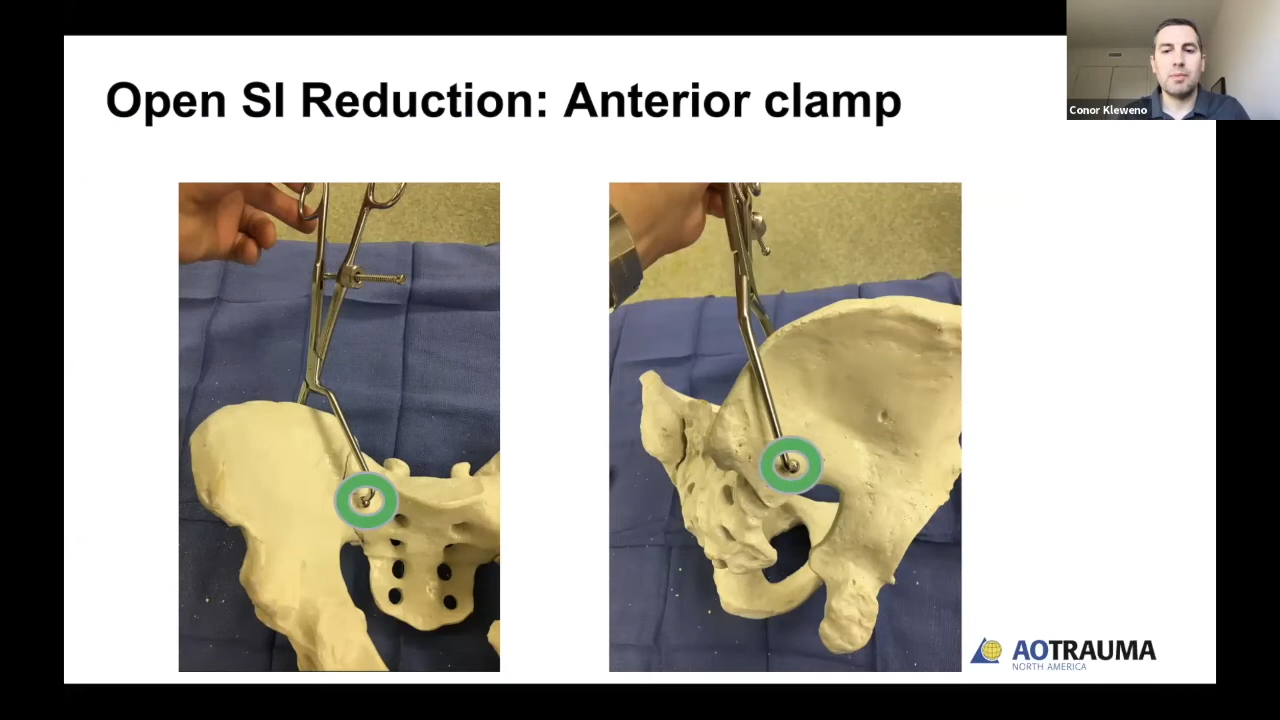 Open SI Reduction: Anterior clamp
Conor Kleweno
AOTRAUMA
NORTH AMERICA